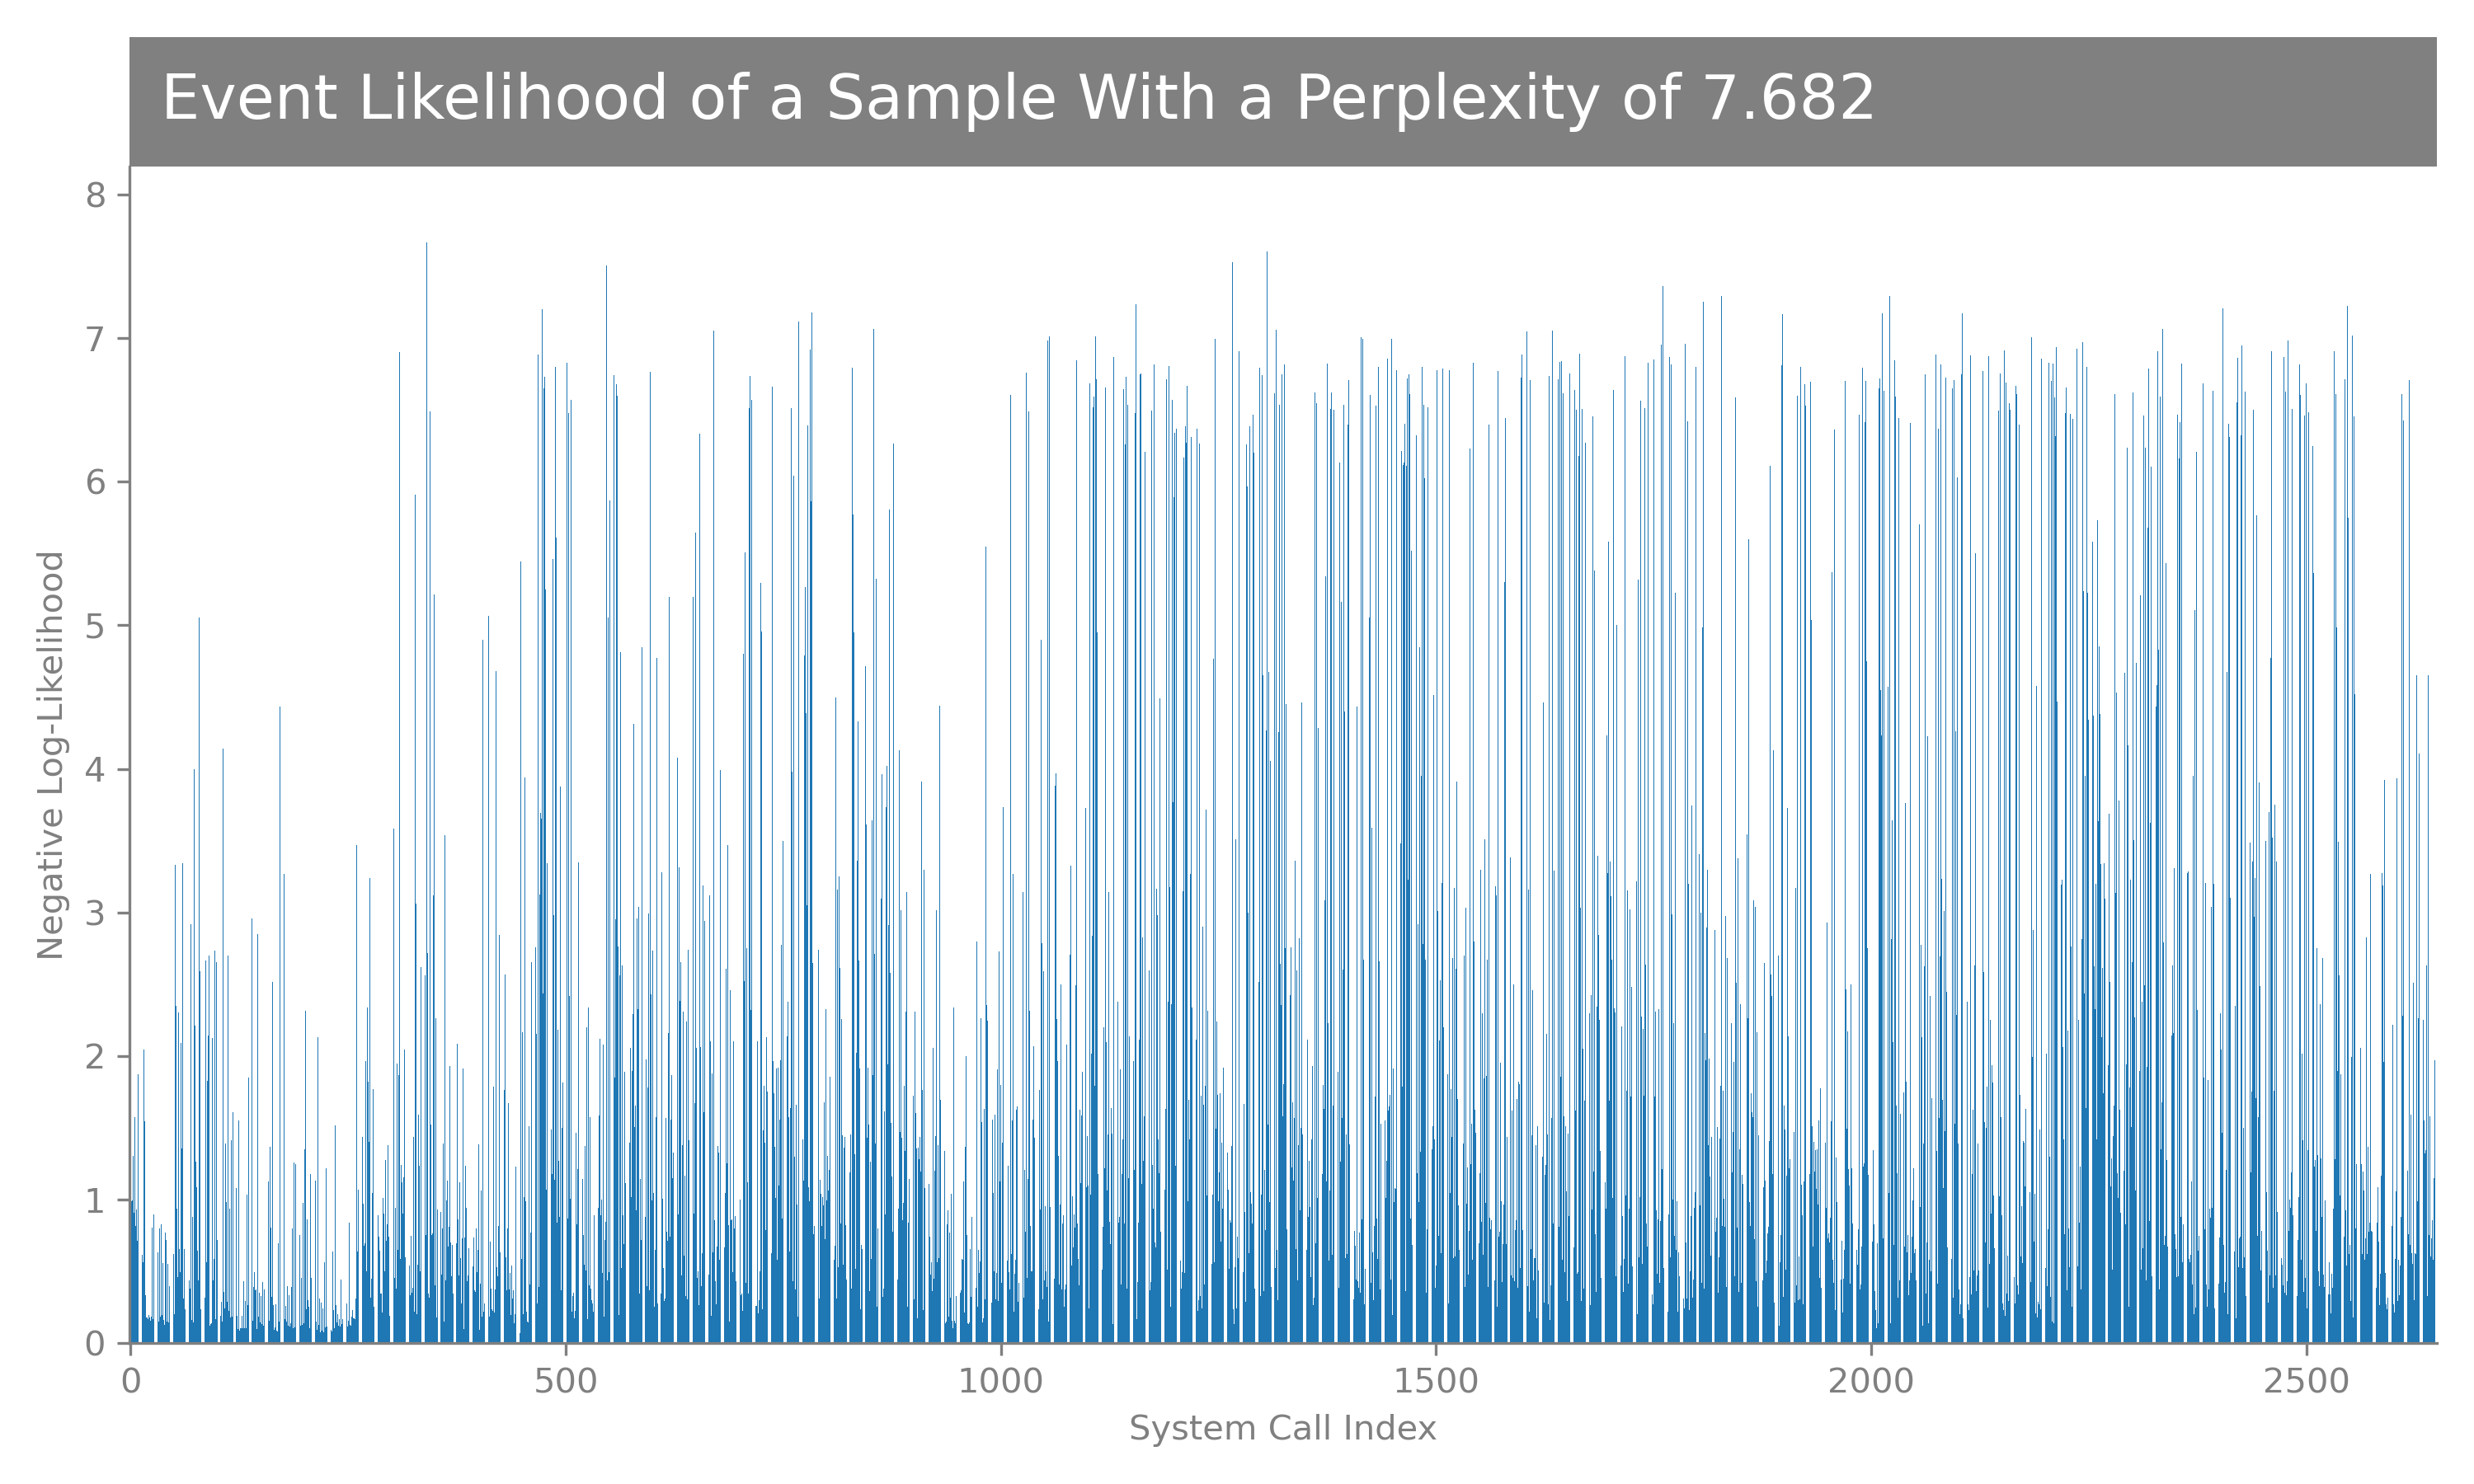 Event Likelihood of a Sample With a Perplexity of 7.682
8
7
6
5
4
3
2
1
0
Negative Log-Likelihood
0 500 1000 1500 2000 2500
System Call Index